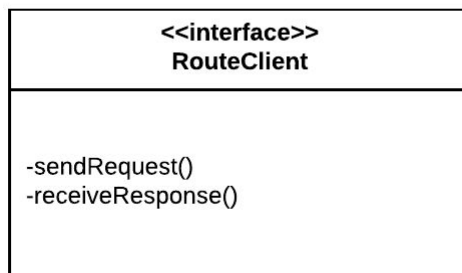 <<interface>>
RouteClient
-sendRequest()
-receiveResponse()